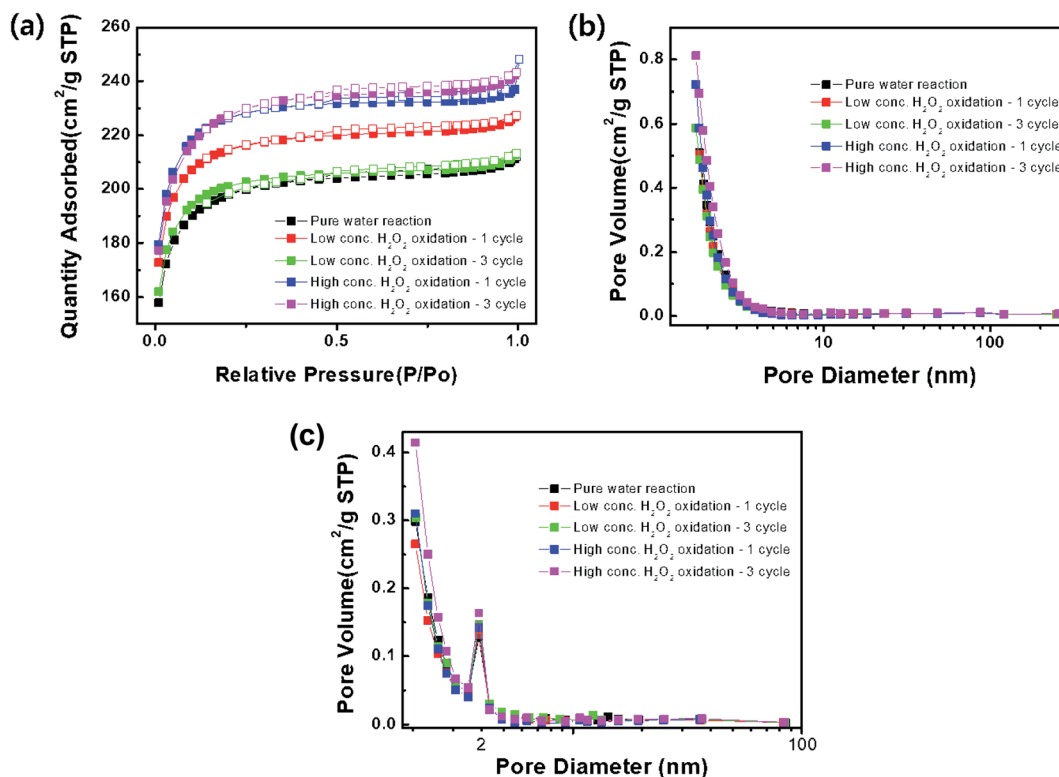 (a)
Quantity Adsorbed(cm²/g STP)
260
240
220
200
180
160
0.0
0.5
1.0
Relative Pressure(P/Po)
Pure water reaction
Low conc. H₂O₂ oxidation - 1 cycle
Low conc. H₂O₂ oxidation - 3 cycle
High conc. H₂O₂ oxidation - 1 cycle
High conc. H₂O₂ oxidation - 3 cycle
(b)
Pore Volume(cm²/g STP)
0.8
0.6
0.4
0.2
0.0
10
100
Pore Diameter (nm)
Pure water reaction
Low conc. H₂O₂ oxidation - 1 cycle
Low conc. H₂O₂ oxidation - 3 cycle
High conc. H₂O₂ oxidation - 1 cycle
High conc. H₂O₂ oxidation - 3 cycle
(c)
Pore Volume(cm²/g STP)
0.4
0.3
0.2
0.1
0.0
2
100
Pore Diameter (nm)
Pure water reaction
Low conc. H₂O₂ oxidation - 1 cycle
Low conc. H₂O₂ oxidation - 3 cycle
High conc. H₂O₂ oxidation - 1 cycle
High conc. H₂O₂ oxidation - 3 cycle